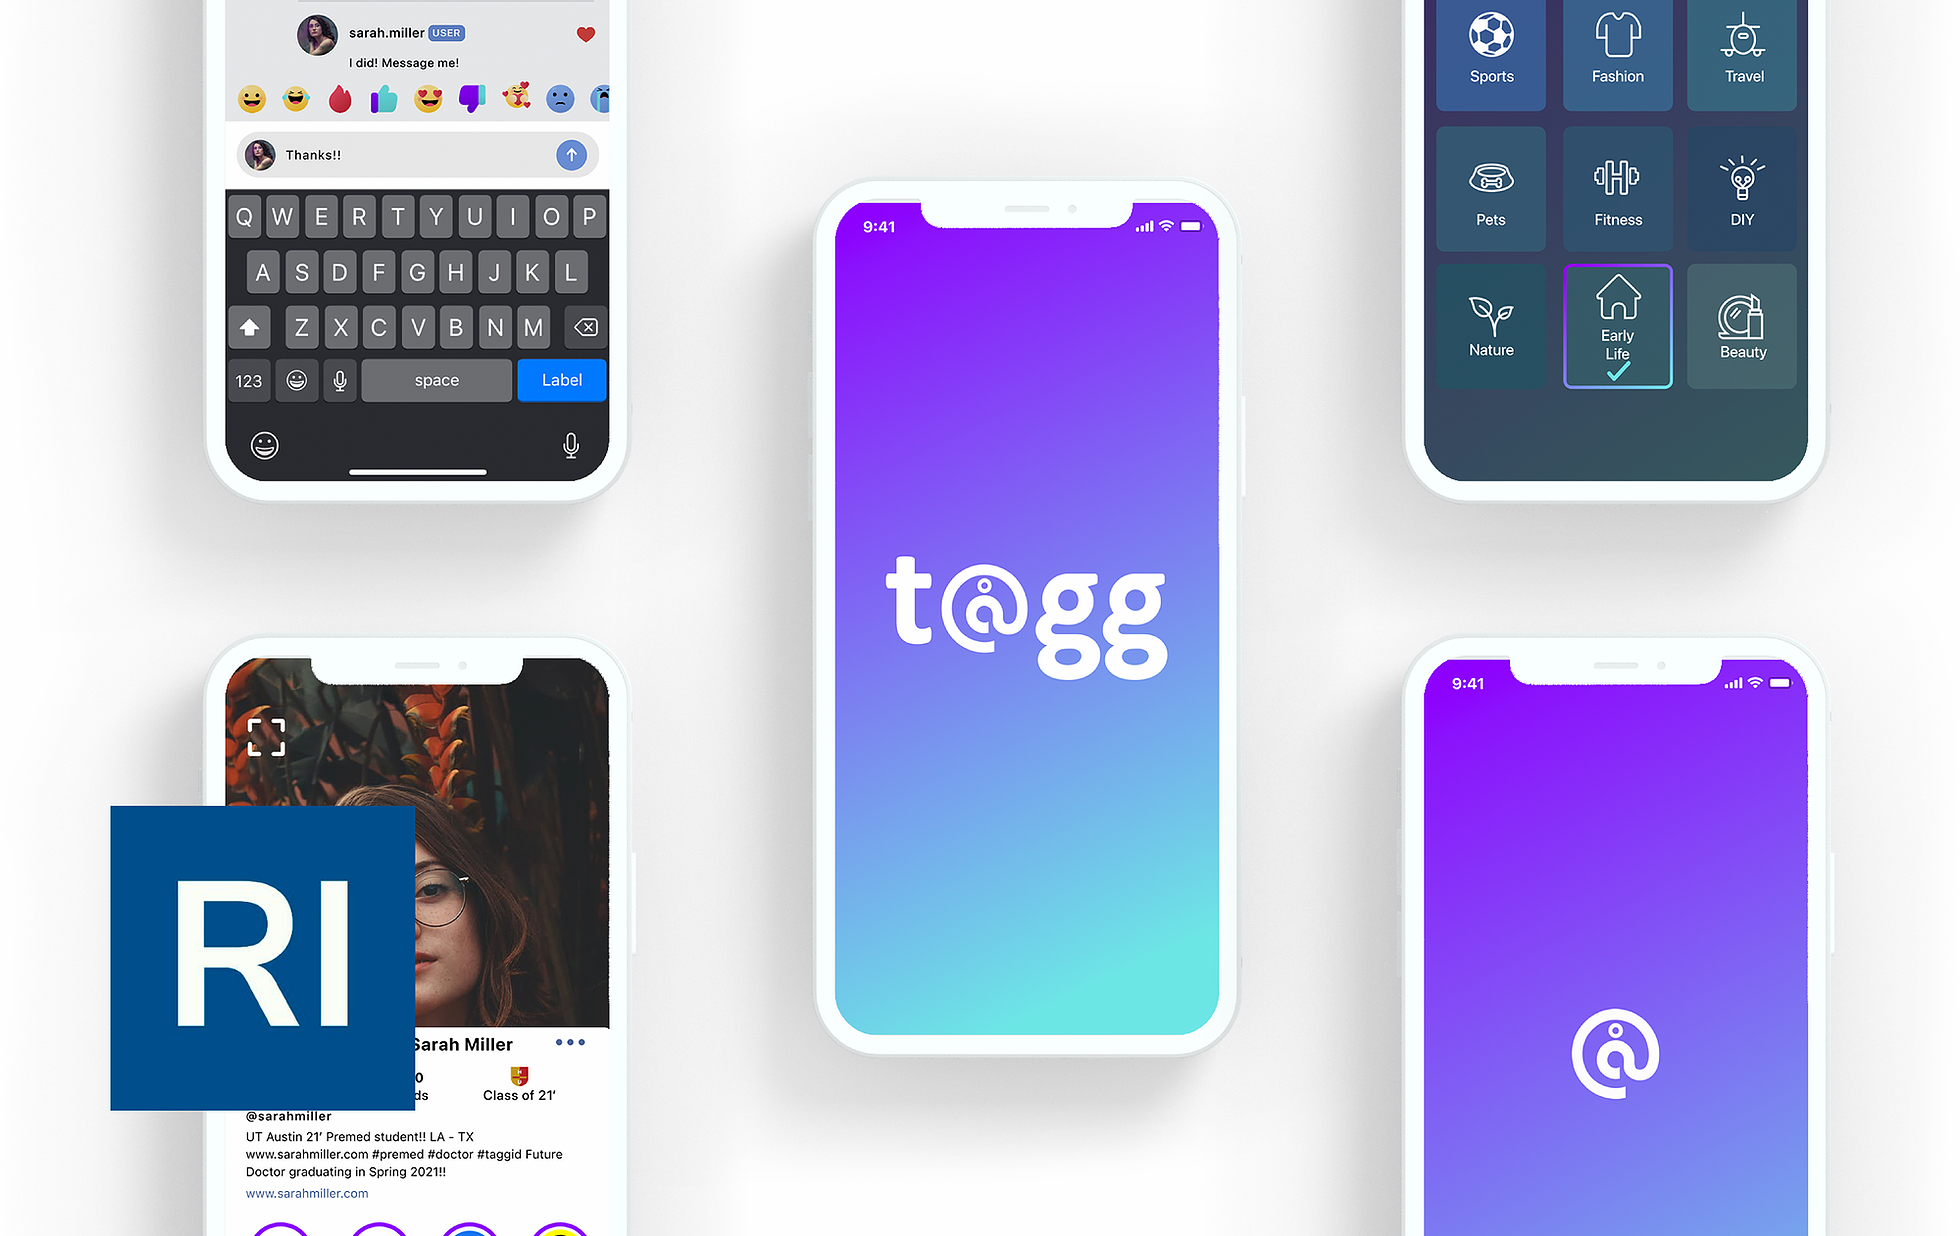 sarah.miller USER
I did! Message me!
Thanks!!
Q W E R T Y U I O P
A S D F G H J K L
Z X C V B N M
123 space Label
Sports Fashion Travel
Pets Fitness DIY
Nature Early Life Beauty
9:41
t@gg
RI
Sarah Miller
0
ds Class of 21'
@sarahmiller
UT Austin 21' Premed student!! LA - TX
www.sarahmiller.com #premed #doctor #taggid Future
Doctor graduating in Spring 2021!!
www.sarahmiller.com
9:41